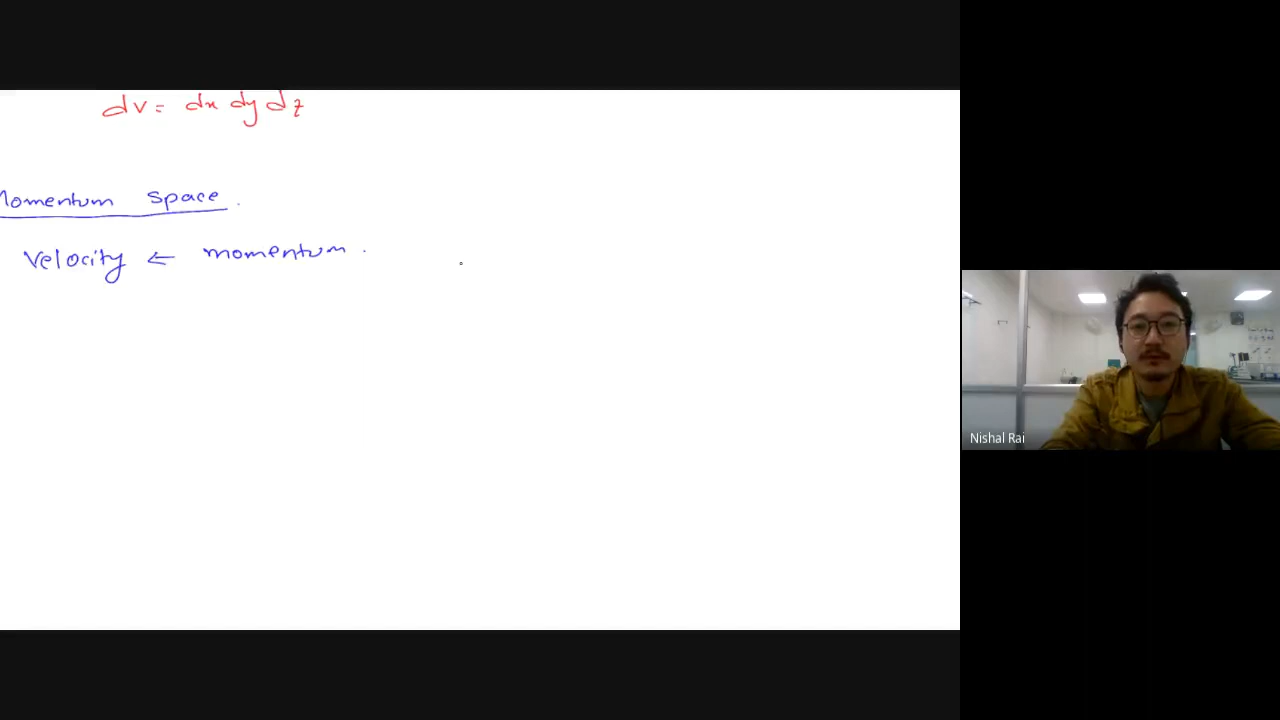 dv = dx dy dz
Momentum space.
Velocity ← momentum.
Nishal Rai